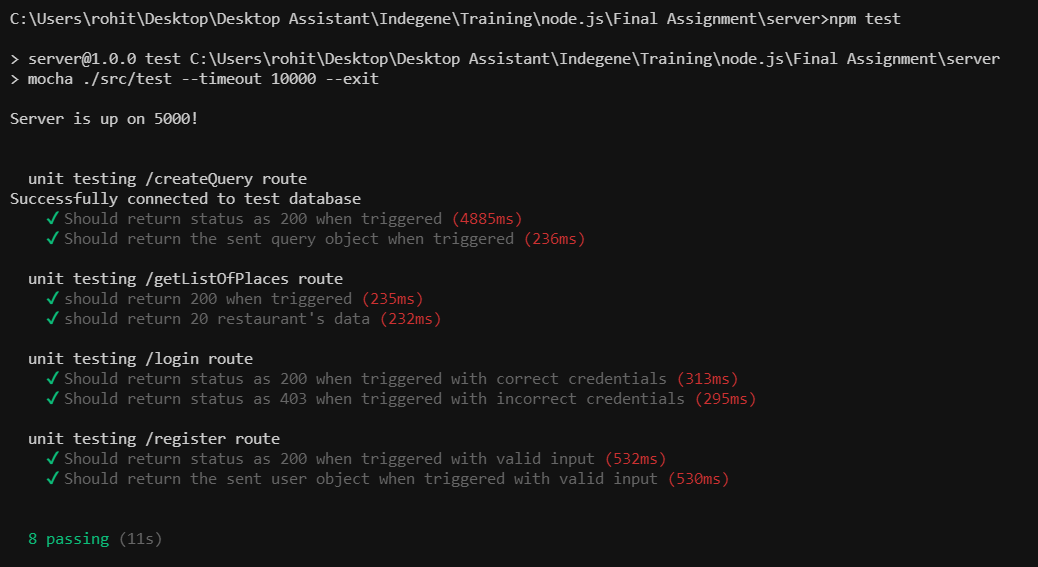 C:\Users\rohit\Desktop\Desktop Assistant\Indegene\Training\node.js\Final Assignment\server>npm test
> server@1.0.0 test C:\Users\rohit\Desktop\Desktop Assistant\Indegene\Training\node.js\Final Assignment\server
> mocha ./src/test --timeout 10000 --exit
Server is up on 5000!
unit testing /createQuery route
Successfully connected to test database
✓ Should return status as 200 when triggered (4885ms)
✓ Should return the sent query object when triggered (236ms)
unit testing /getListOfPlaces route
✓ should return 200 when triggered (235ms)
✓ should return 20 restaurant's data (232ms)
unit testing /login route
✓ Should return status as 200 when triggered with correct credentials (313ms)
✓ Should return status as 403 when triggered with incorrect credentials (295ms)
unit testing /register route
✓ Should return status as 200 when triggered with valid input (532ms)
✓ Should return the sent user object when triggered with valid input (530ms)
8 passing (11s)